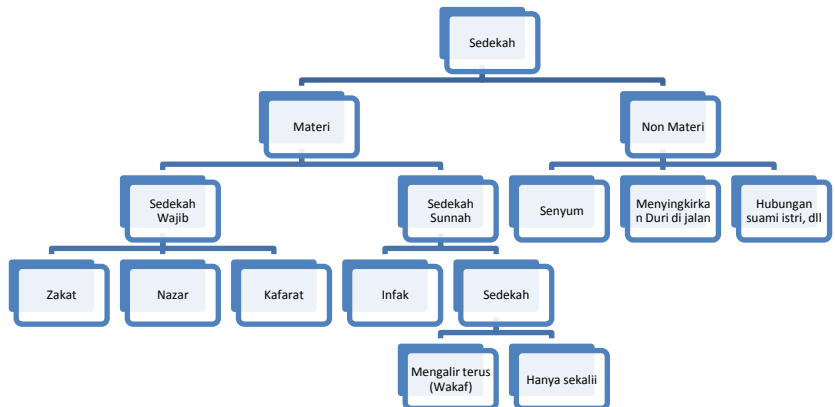 Sedekah
Materi
Non Materi
Sedekah
Wajib
Sedekah
Sunnah
Senyum
Menyingkirka
n Duri di jalan
Hubungan
suami istri, dll
Zakat
Nazar
Kafarat
Infak
Sedekah
Mengalir terus
(Wakaf)
Hanya sekalii